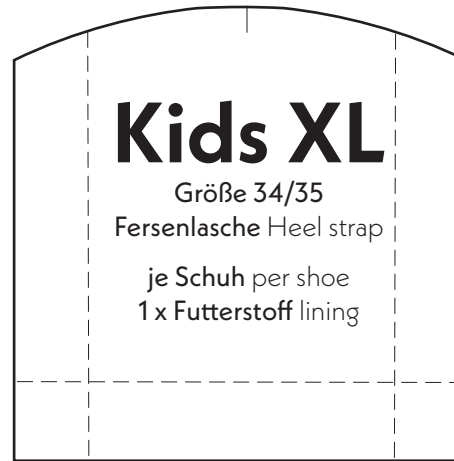 Kids XL
Größe 34/35
Fersenlasche Heel strap
je Schuh per shoe
1 x Futterstoff lining